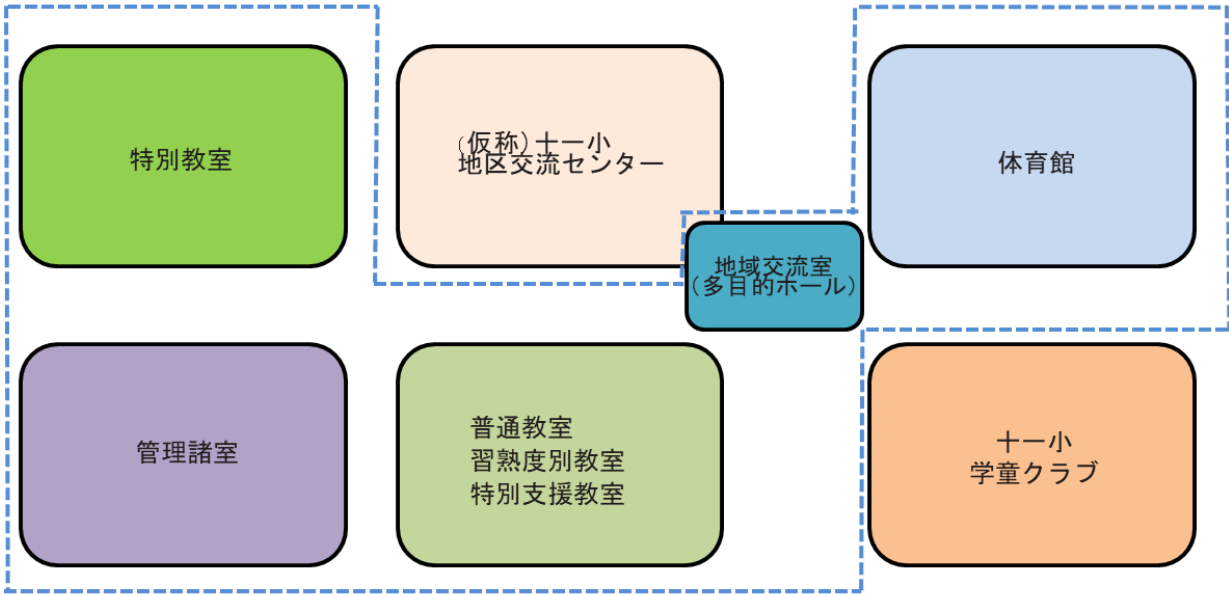 特別教室
(仮称)十一小
地区交流センター
体育館
地域交流室
(多目的ホール)
管理諸室
普通教室
習熟度別教室
特別支援教室
十一小
学童クラブ